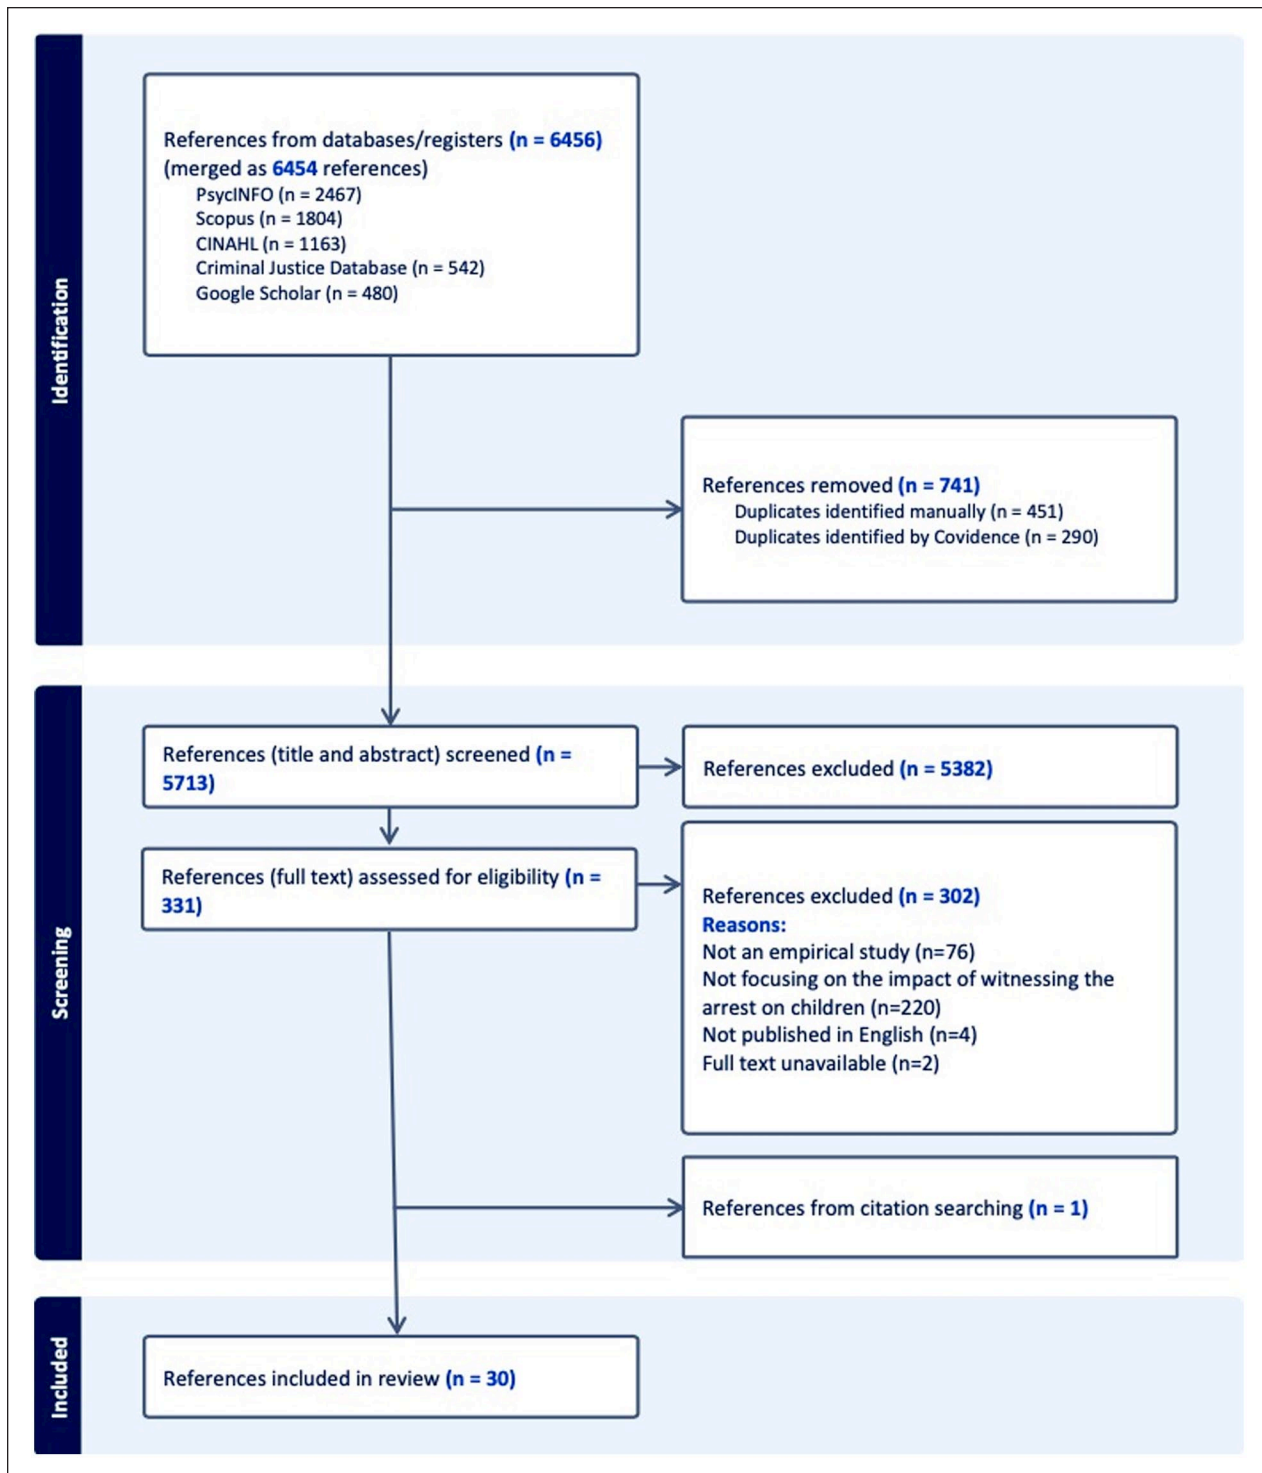 Identification
References from databases/registers (n = 6456)
(merged as 6454 references)
PsycINFO (n = 2467)
Scopus (n = 1804)
CINAHL (n = 1163)
Criminal Justice Database (n = 542)
Google Scholar (n = 480)
References removed (n = 741)
Duplicates identified manually (n = 451)
Duplicates identified by Covidence (n = 290)
Screening
References (title and abstract) screened (n =
5713)
References excluded (n = 5382)
References (full text) assessed for eligibility (n =
331)
References excluded (n = 302)
Reasons:
Not an empirical study (n=76)
Not focusing on the impact of witnessing the
arrest on children (n=220)
Not published in English (n=4)
Full text unavailable (n=2)
References from citation searching (n = 1)
Included
References included in review (n = 30)